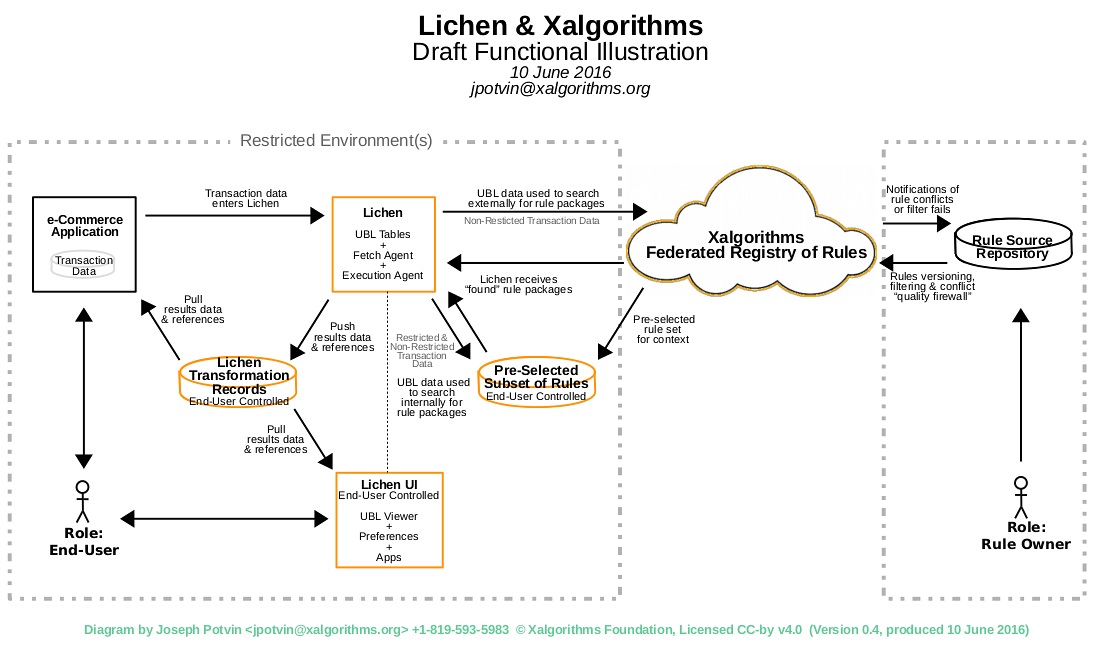 Lichen & Xalgorithms
Draft Functional Illustration
10 June 2016
jpotvin@xalgorithms.org
Restricted Environment(s)
e-Commerce
Application
Transaction
Data
Transaction data
enters Lichen
Lichen
UBL Tables
+
Fetch Agent
+
Execution Agent
UBL data used to search
externally for rule packages
Non-Resticted Transaction Data
Lichen receives
“found” rule packages
Xalgorithms
Federated Registry of Rules
Notifications of
rule conflicts
or filter fails
Rule Source
Repository
Rules versioning,
filtering & conflict
“quality firewall”
Pull
results data
& references
Push
results data
& references
Restricted &
Non-Restricted
Transaction
Data
UBL data used
to search
internally for
rule packages
Pre-selected
rule set
for context
Lichen
Transformation
Records
End-User Controlled
Pre-Selected
Subset of Rules
End-User Controlled
Pull
results data
& references
Lichen UI
End-User Controlled
UBL Viewer
+
Preferences
+
Apps
Role:
End-User
Role:
Rule Owner
Diagram by Joseph Potvin <jpotvin@xalgorithms.org> +1-819-593-5983 © Xalgorithms Foundation, Licensed CC-by v4.0 (Version 0.4, produced 10 June 2016)